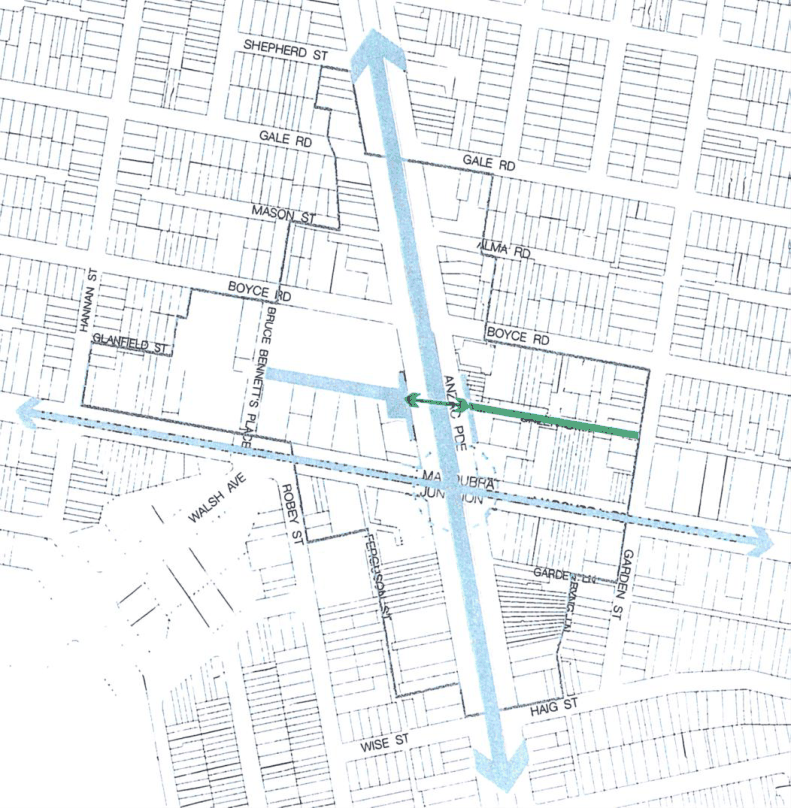 SHEPHERD ST
GALE RD
GALE RD
MASON ST
ALMA RD
HANNAN ST
BOYCE RD
BOYCE RD
GLANFIELD ST
BRUCE BENNETTS PLACE
ANZAC PDE
MAROUBRA
JUNCTION
WALSH AVE
ROBEY ST
FERGUSON ST
GARDEN LN
GARDEN ST
HAIG ST
WISE ST